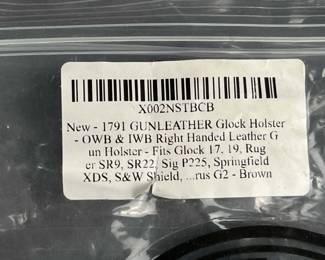 X002NSTBCB
New - 1791 GUNLEATHER Glock Holster
- OWB & IWB Right Handed Leather G
un Holster - Fits Glock 17, 19, Rug
er SR9, SR22, Sig P225, Springfield
XDS, S&W Shield, ...rus G2 - Brown